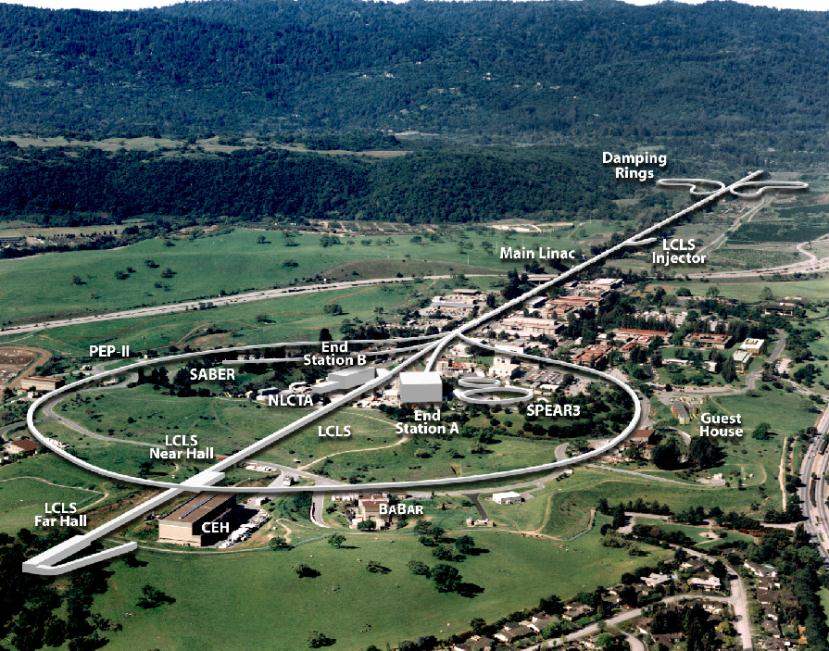 Damping
Rings
Main Linac
LCLS
Injector
PEP-II
End
Station B
SABER
NLCTA
End
Station A
SPEAR3
LCLS
LCLS
Near Hall
Guest
House
LCLS
Far Hall
CEH
BABAR